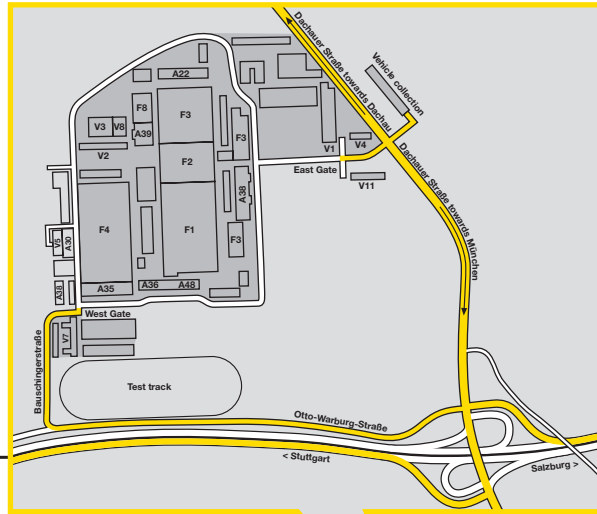 Dachauer Straße towards Dachau
Vehicle collection
A22
F8
F3
V3
V8
A39
F3
V4
V1
V2
F2
East Gate
V11
Dachauer Straße towards München
A38
F4
F1
V5
A30
F3
A38
A35
A36
A48
West Gate
V7
Bauschingerstraße
Test track
Otto-Warburg-Straße
< Stuttgart
Salzburg >